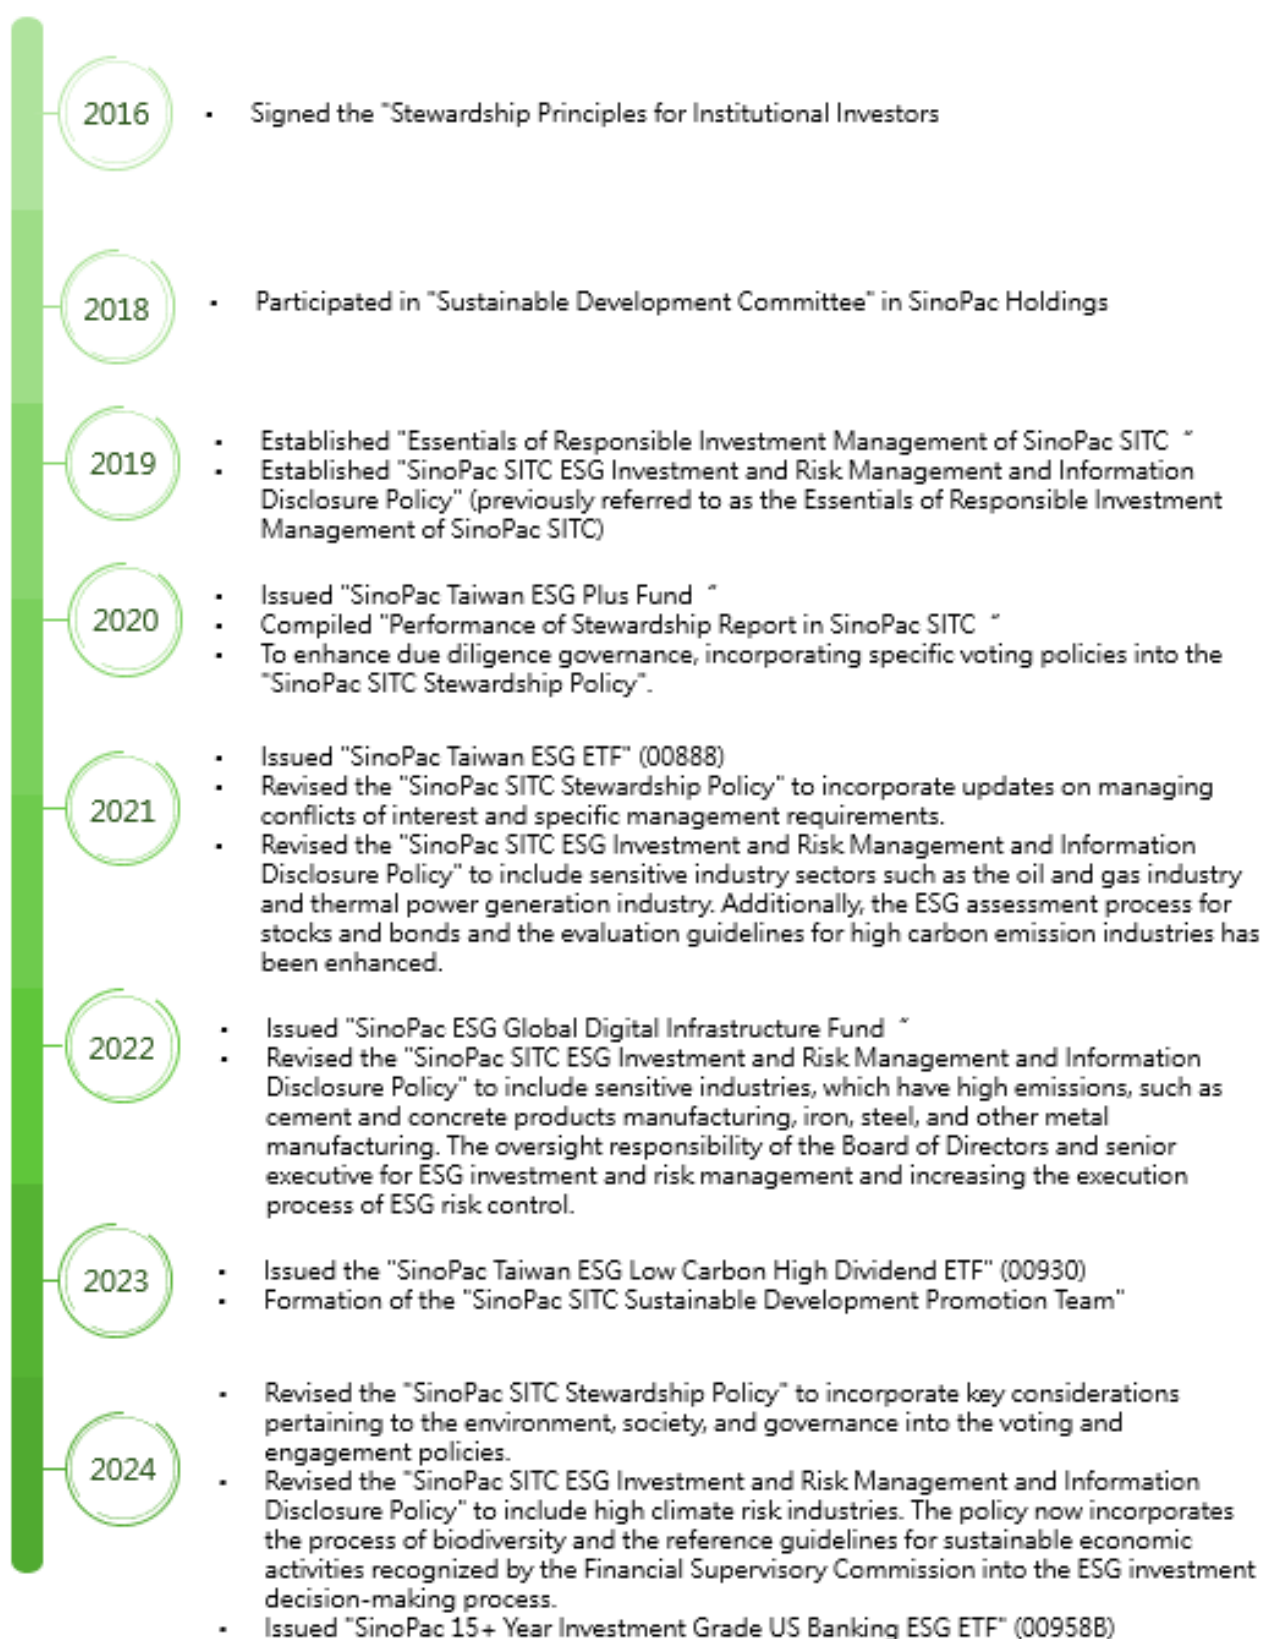 2016
• Signed the "Stewardship Principles for Institutional Investors
2018
• Participated in "Sustainable Development Committee" in SinoPac Holdings
2019
• Established "Essentials of Responsible Investment Management of SinoPac SITC ˝
• Established "SinoPac SITC ESG Investment and Risk Management and Information
Disclosure Policy" (previously referred to as the Essentials of Responsible Investment
Management of SinoPac SITC)
2020
• Issued "SinoPac Taiwan ESG Plus Fund ˝
• Compiled "Performance of Stewardship Report in SinoPac SITC ˝
• To enhance due diligence governance, incorporating specific voting policies into the
"SinoPac SITC Stewardship Policy".
2021
• Issued "SinoPac Taiwan ESG ETF" (00888)
• Revised the "SinoPac SITC Stewardship Policy" to incorporate updates on managing
conflicts of interest and specific management requirements.
• Revised the "SinoPac SITC ESG Investment and Risk Management and Information
Disclosure Policy" to include sensitive industry sectors such as the oil and gas industry
and thermal power generation industry. Additionally, the ESG assessment process for
stocks and bonds and the evaluation guidelines for high carbon emission industries has
been enhanced.
2022
• Issued "SinoPac ESG Global Digital Infrastructure Fund ˝
• Revised the "SinoPac SITC ESG Investment and Risk Management and Information
Disclosure Policy" to include sensitive industries, which have high emissions, such as
cement and concrete products manufacturing, iron, steel, and other metal
manufacturing. The oversight responsibility of the Board of Directors and senior
executive for ESG investment and risk management and increasing the execution
process of ESG risk control.
2023
• Issued the "SinoPac Taiwan ESG Low Carbon High Dividend ETF" (00930)
• Formation of the "SinoPac SITC Sustainable Development Promotion Team"
2024
• Revised the "SinoPac SITC Stewardship Policy" to incorporate key considerations
pertaining to the environment, society, and governance into the voting and
engagement policies.
• Revised the "SinoPac SITC ESG Investment and Risk Management and Information
Disclosure Policy" to include high climate risk industries. The policy now incorporates
the process of biodiversity and the reference guidelines for sustainable economic
activities recognized by the Financial Supervisory Commission into the ESG investment
decision-making process.
• Issued "SinoPac 15+ Year Investment Grade US Banking ESG ETF" (00958B)